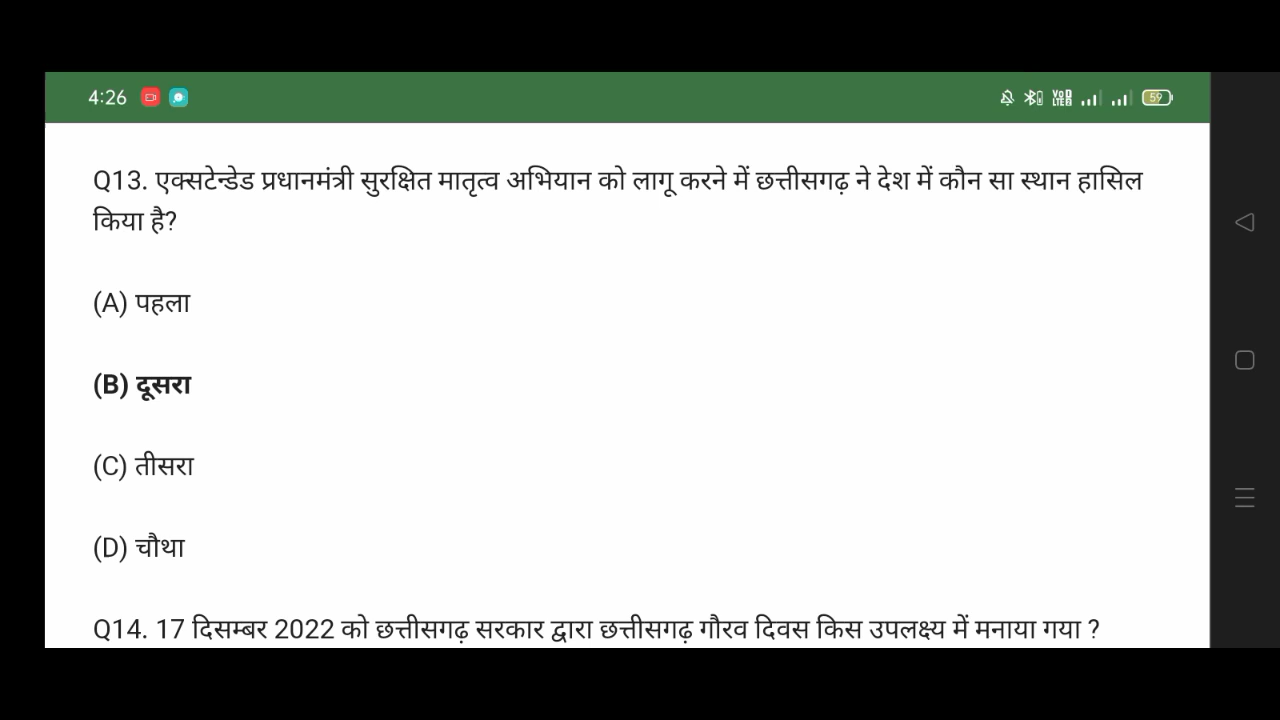 4:26
59
Q13. एक्सटेन्डेड प्रधानमंत्री सुरक्षित मातृत्व अभियान को लागू करने में छत्तीसगढ़ ने देश में कौन सा स्थान हासिल
किया है?
(A) पहला
(B) दूसरा
(C) तीसरा
(D) चौथा
Q14. 17 दिसम्बर 2022 को छत्तीसगढ़ सरकार द्वारा छत्तीसगढ़ गौरव दिवस किस उपलक्ष्य में मनाया गया ?